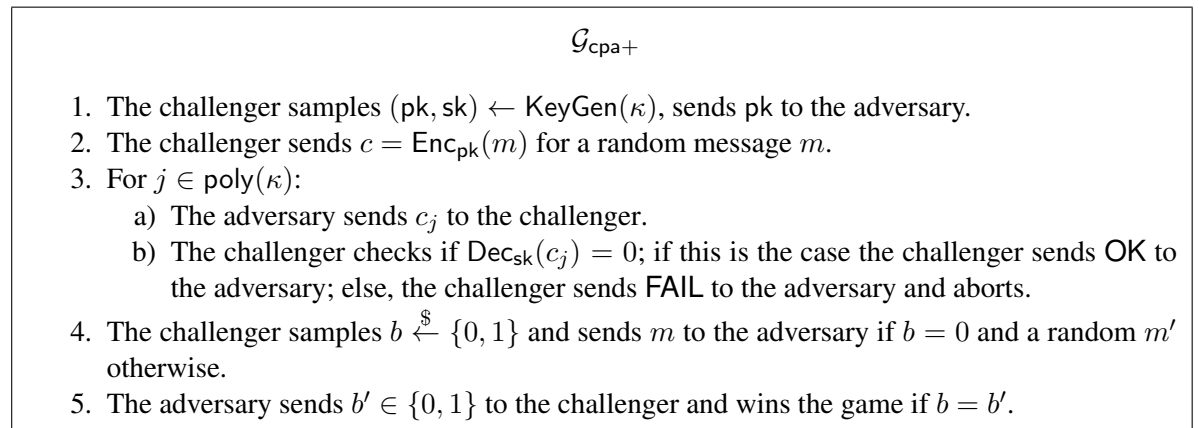 𝒢cpa+
1. The challenger samples (pk, sk) ← KeyGen(κ), sends pk to the adversary.
2. The challenger sends c = Encpk(m) for a random message m.
3. For j ∈ poly(κ):
a) The adversary sends cj to the challenger.
b) The challenger checks if Decsk(cj) = 0; if this is the case the challenger sends OK to
the adversary; else, the challenger sends FAIL to the adversary and aborts.
4. The challenger samples b ←$ {0, 1} and sends m to the adversary if b = 0 and a random m′
otherwise.
5. The adversary sends b′ ∈ {0, 1} to the challenger and wins the game if b = b′.